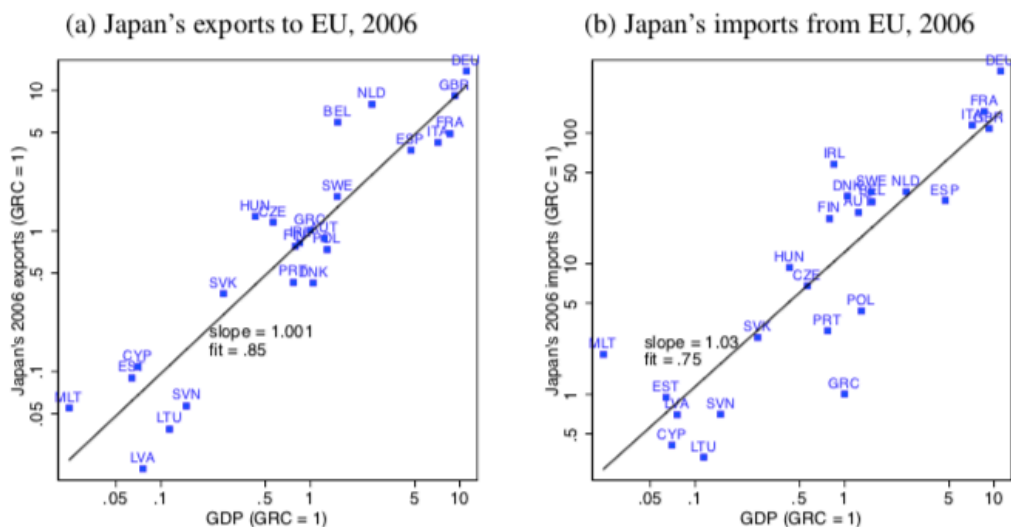 (a) Japan's exports to EU, 2006
DEU
GBR
NLD
BEL
FRA
ITA
ESP
SWE
HUN
CZE
GRC
AUT
POL
PRT
DNK
SVK
slope = 1.001
fit = .85
CYP
EST
MLT
SVN
LTU
LVA
Japan's 2006 exports (GRC = 1)
10
5
1
.5
.1
.05
.05 .1 .5 1 5 10
GDP (GRC = 1)
(b) Japan's imports from EU, 2006
DEU
FRA
ITA
GBR
IRL
SWE
NLD
DNK
BEL
ESP
AUT
FIN
HUN
CZE
POL
PRT
SVK
slope = 1.03
fit = .75
MLT
GRC
EST
LVA
SVN
CYP
LTU
Japan's 2006 imports (GRC = 1)
100
50
10
5
1
.5
.05 .1 .5 1 5 10
GDP (GRC = 1)